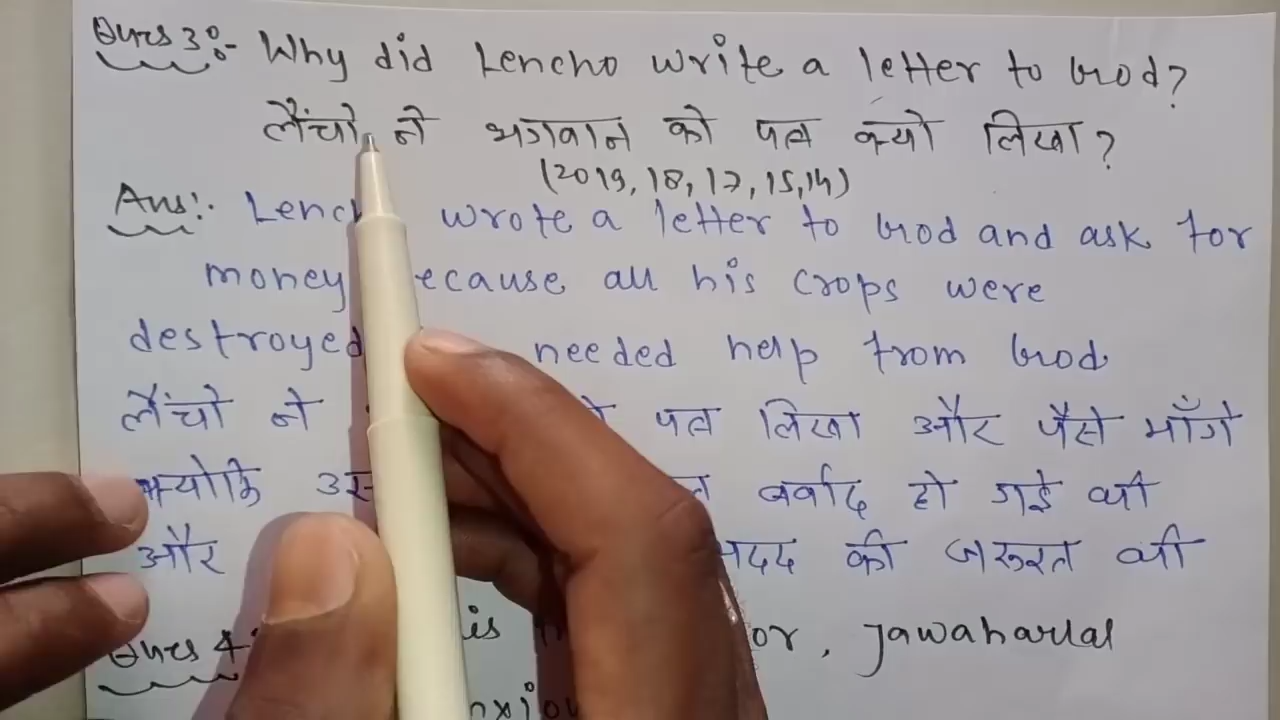 Ques 3:- Why did Lencho write a letter to God?
लैंचो ने भगवान को पत्र क्यो लिखा?
(2019, 18, 17, 15, 14)
Ans:- Lench wrote a letter to God and ask for
money ecause all his crops were
destroyed needed help from God
लैंचो ने पत्र लिखा और पैसे माँगे
क्योकि उस बर्वाद हो गई थी
और मदद की जरूरत थी
Ques 4 is or, Jawaharlal
nxiou